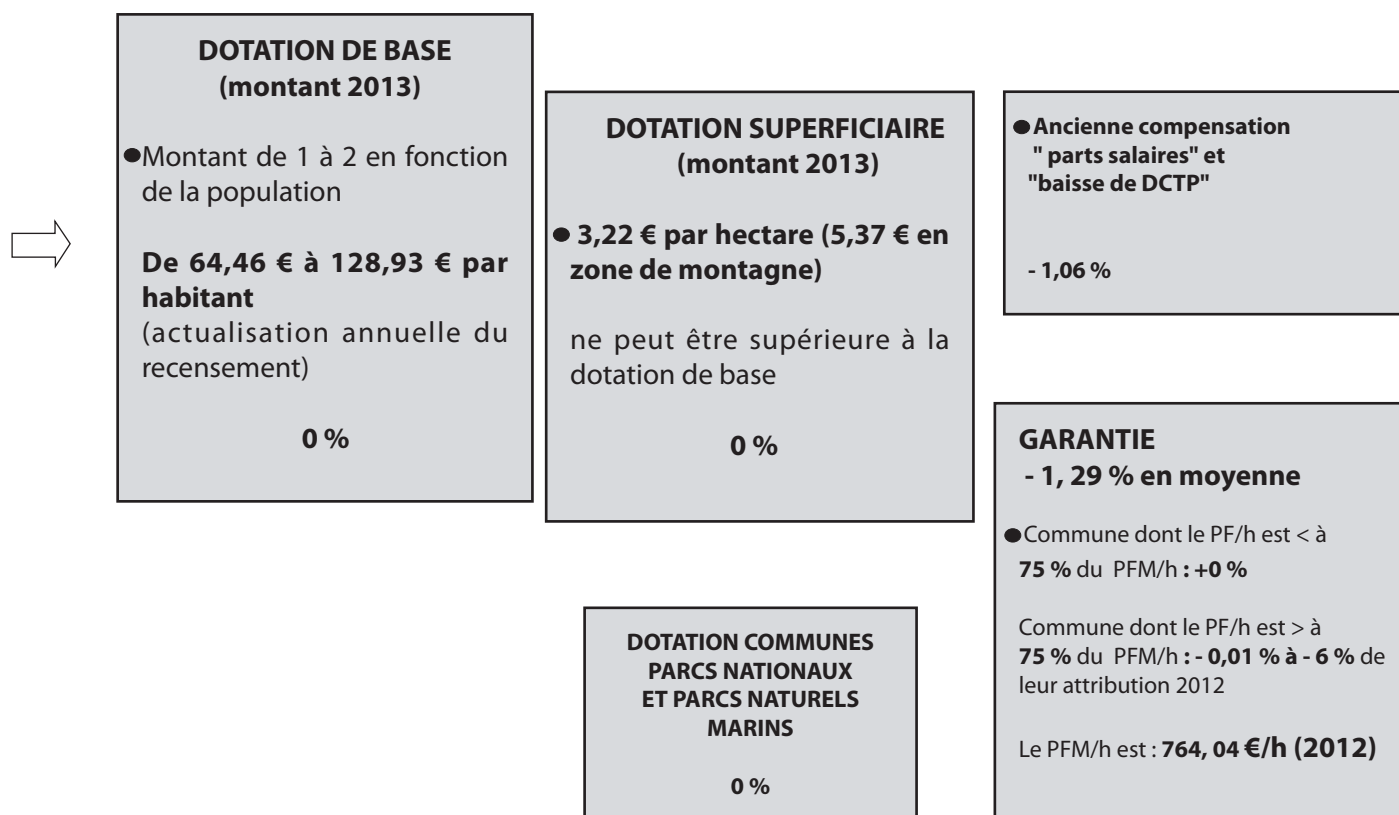 DOTATION DE BASE
(montant 2013)
●Montant de 1 à 2 en fonction
de la population
De 64,46 € à 128,93 € par
habitant
(actualisation annuelle du
recensement)
0 %
DOTATION SUPERFICIAIRE
(montant 2013)
● 3,22 € par hectare (5,37 € en
zone de montagne)
ne peut être supérieure à la
dotation de base
0 %
●Ancienne compensation
" parts salaires" et
"baisse de DCTP"
- 1,06 %
GARANTIE
- 1, 29 % en moyenne
●Commune dont le PF/h est < à
75 % du PFM/h : +0 %
Commune dont le PF/h est > à
75 % du PFM/h : - 0,01 % à - 6 % de
leur attribution 2012
Le PFM/h est : 764, 04 €/h (2012)
DOTATION COMMUNES
PARCS NATIONAUX
ET PARCS NATURELS
MARINS
0 %